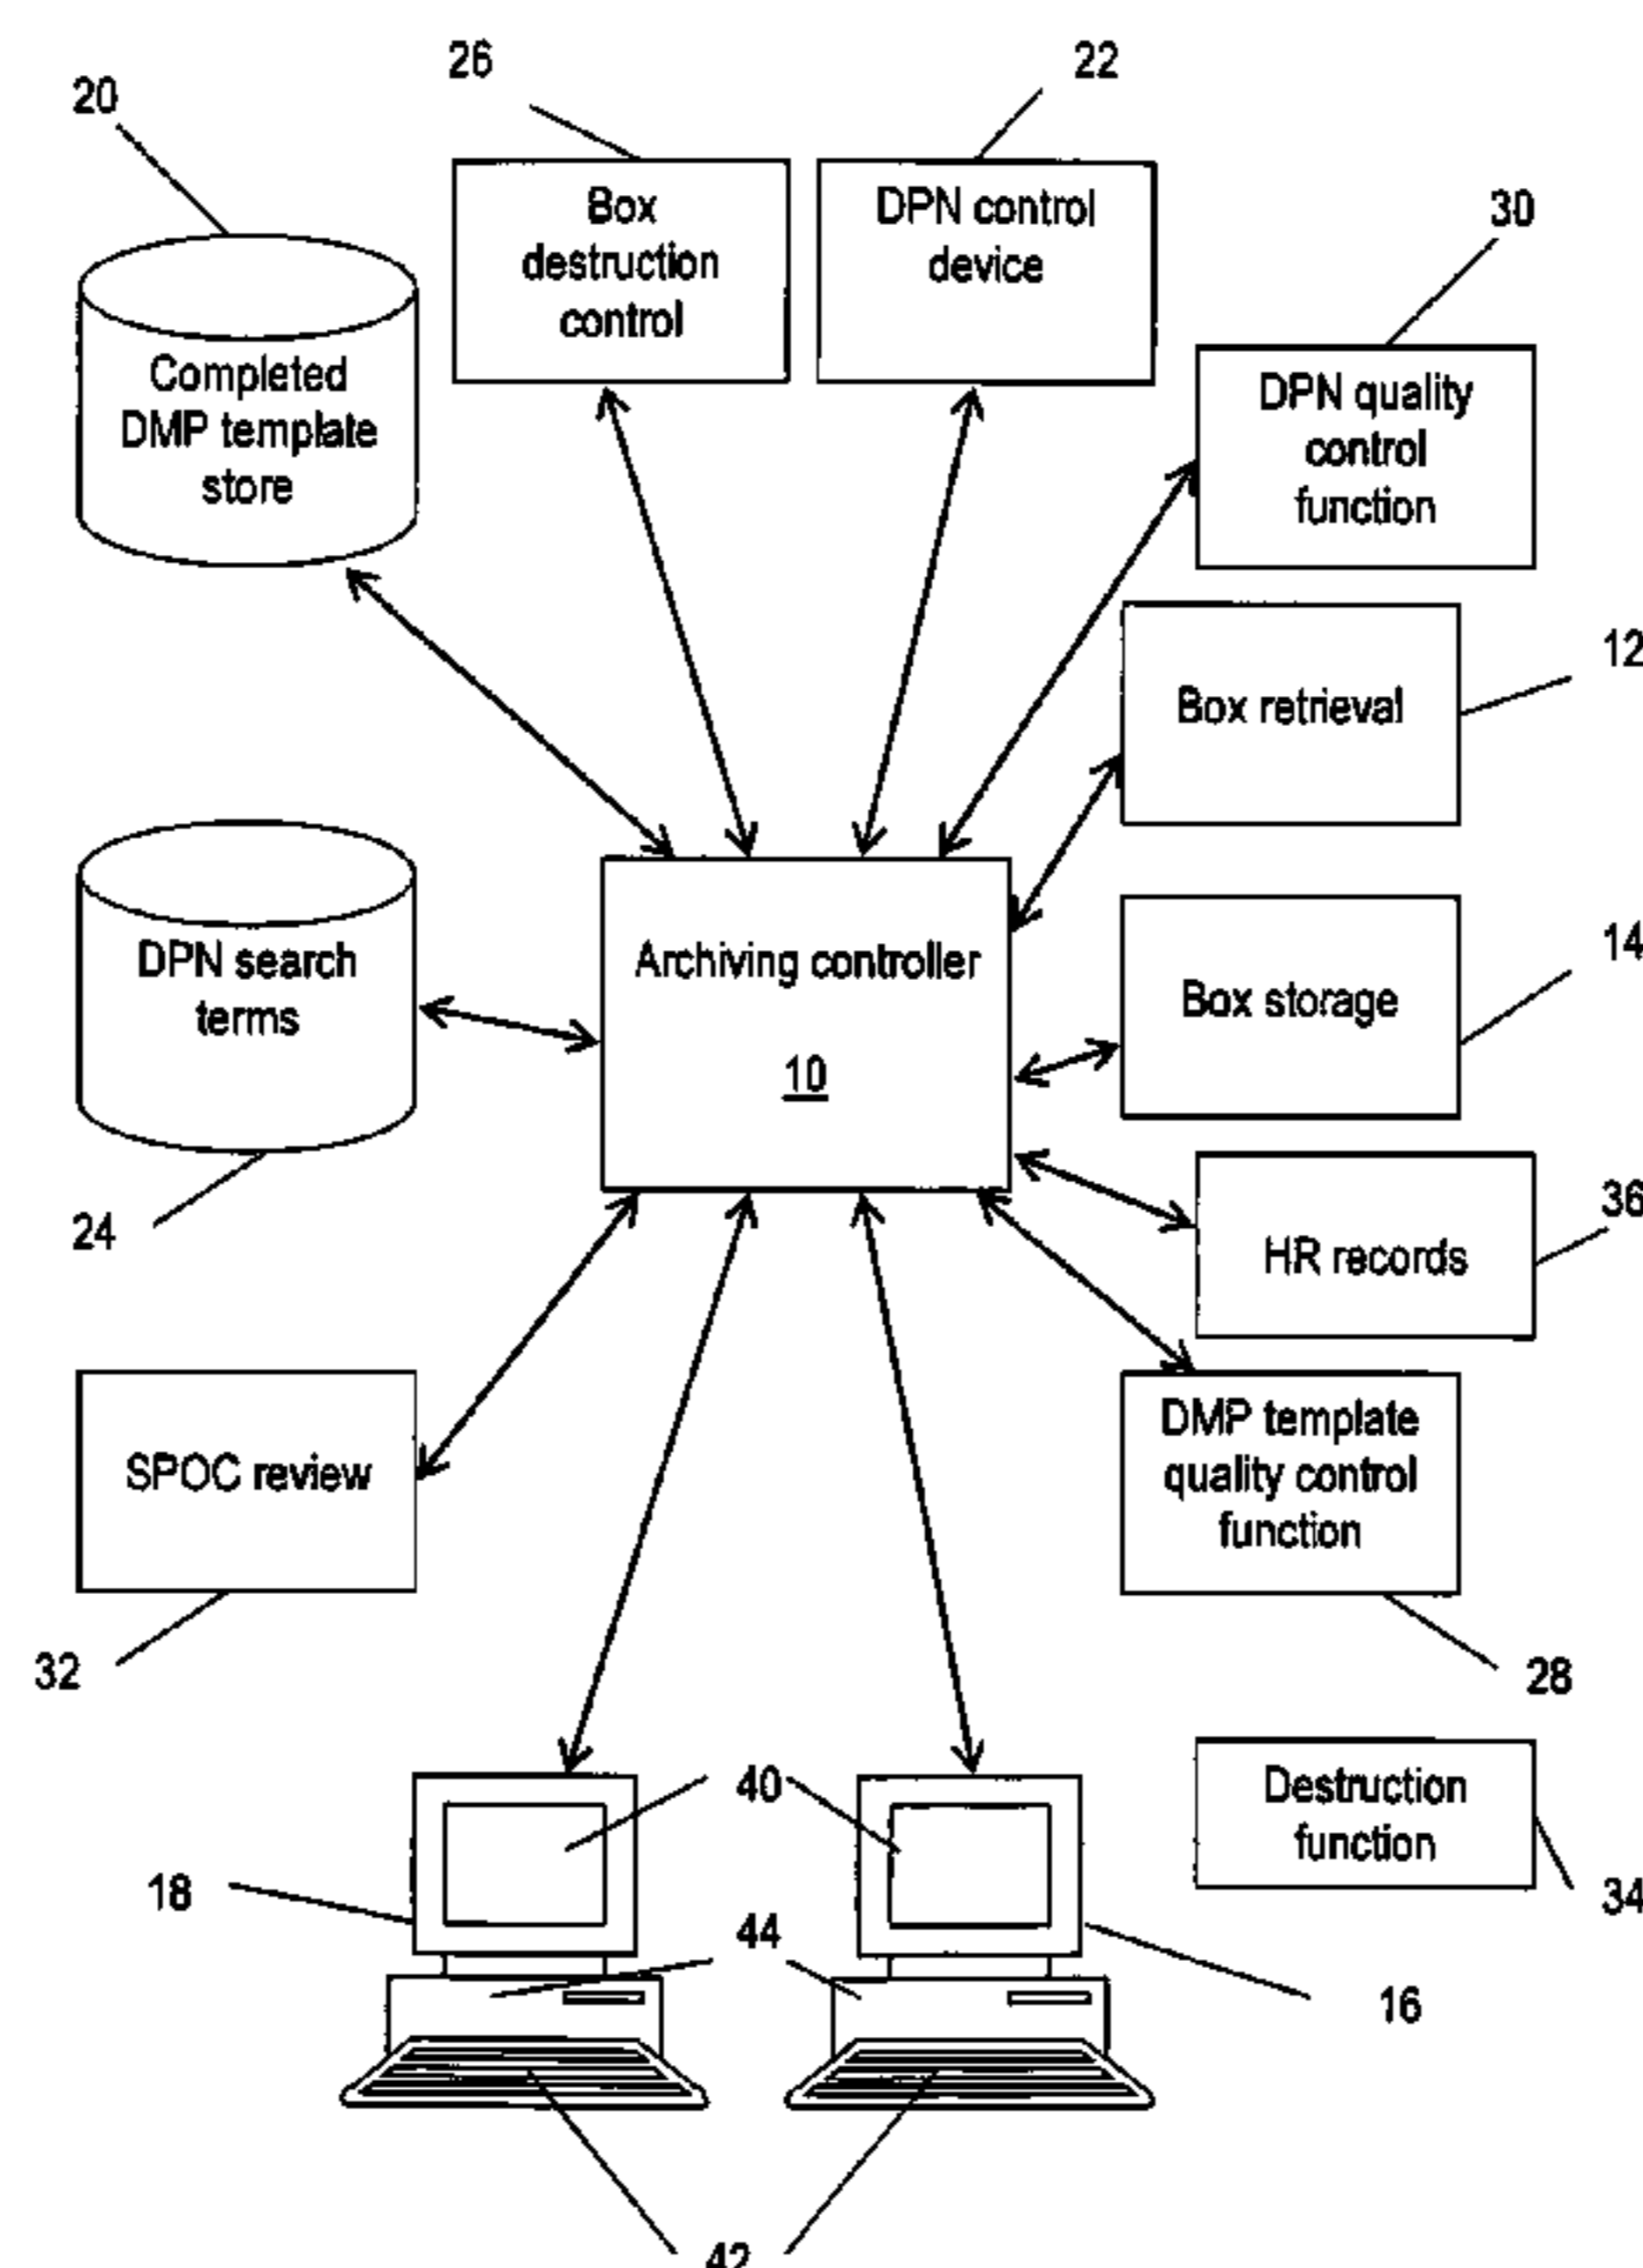 26
22
20
Box
destruction
control
DPN control
device
30
Completed
DMP template
store
DPN quality
control
function
12
Box retrieval
Archiving controller
10
DPN search
terms
14
Box storage
24
36
HR records
SPOC review
DMP template
quality control
function
32
28
40
Destruction
function
18
34
44
16
42